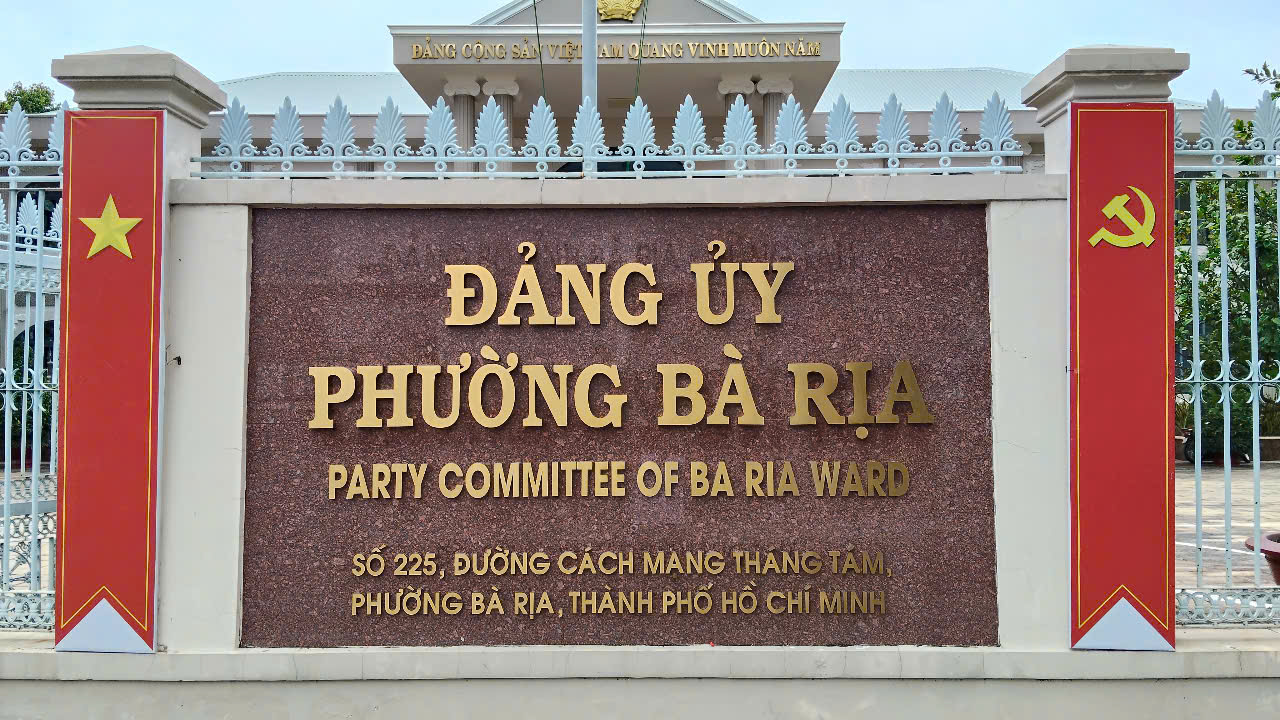 ĐẢNG CỘNG SẢN VIỆT NAM QUANG VINH MUÔN NĂM
ĐẢNG ỦY
PHƯỜNG BÀ RỊA
PARTY COMMITTEE OF BA RIA WARD
SỐ 225, ĐƯỜNG CÁCH MẠNG THÁNG TÁM,
PHƯỜNG BÀ RỊA, THÀNH PHỐ HỒ CHÍ MINH